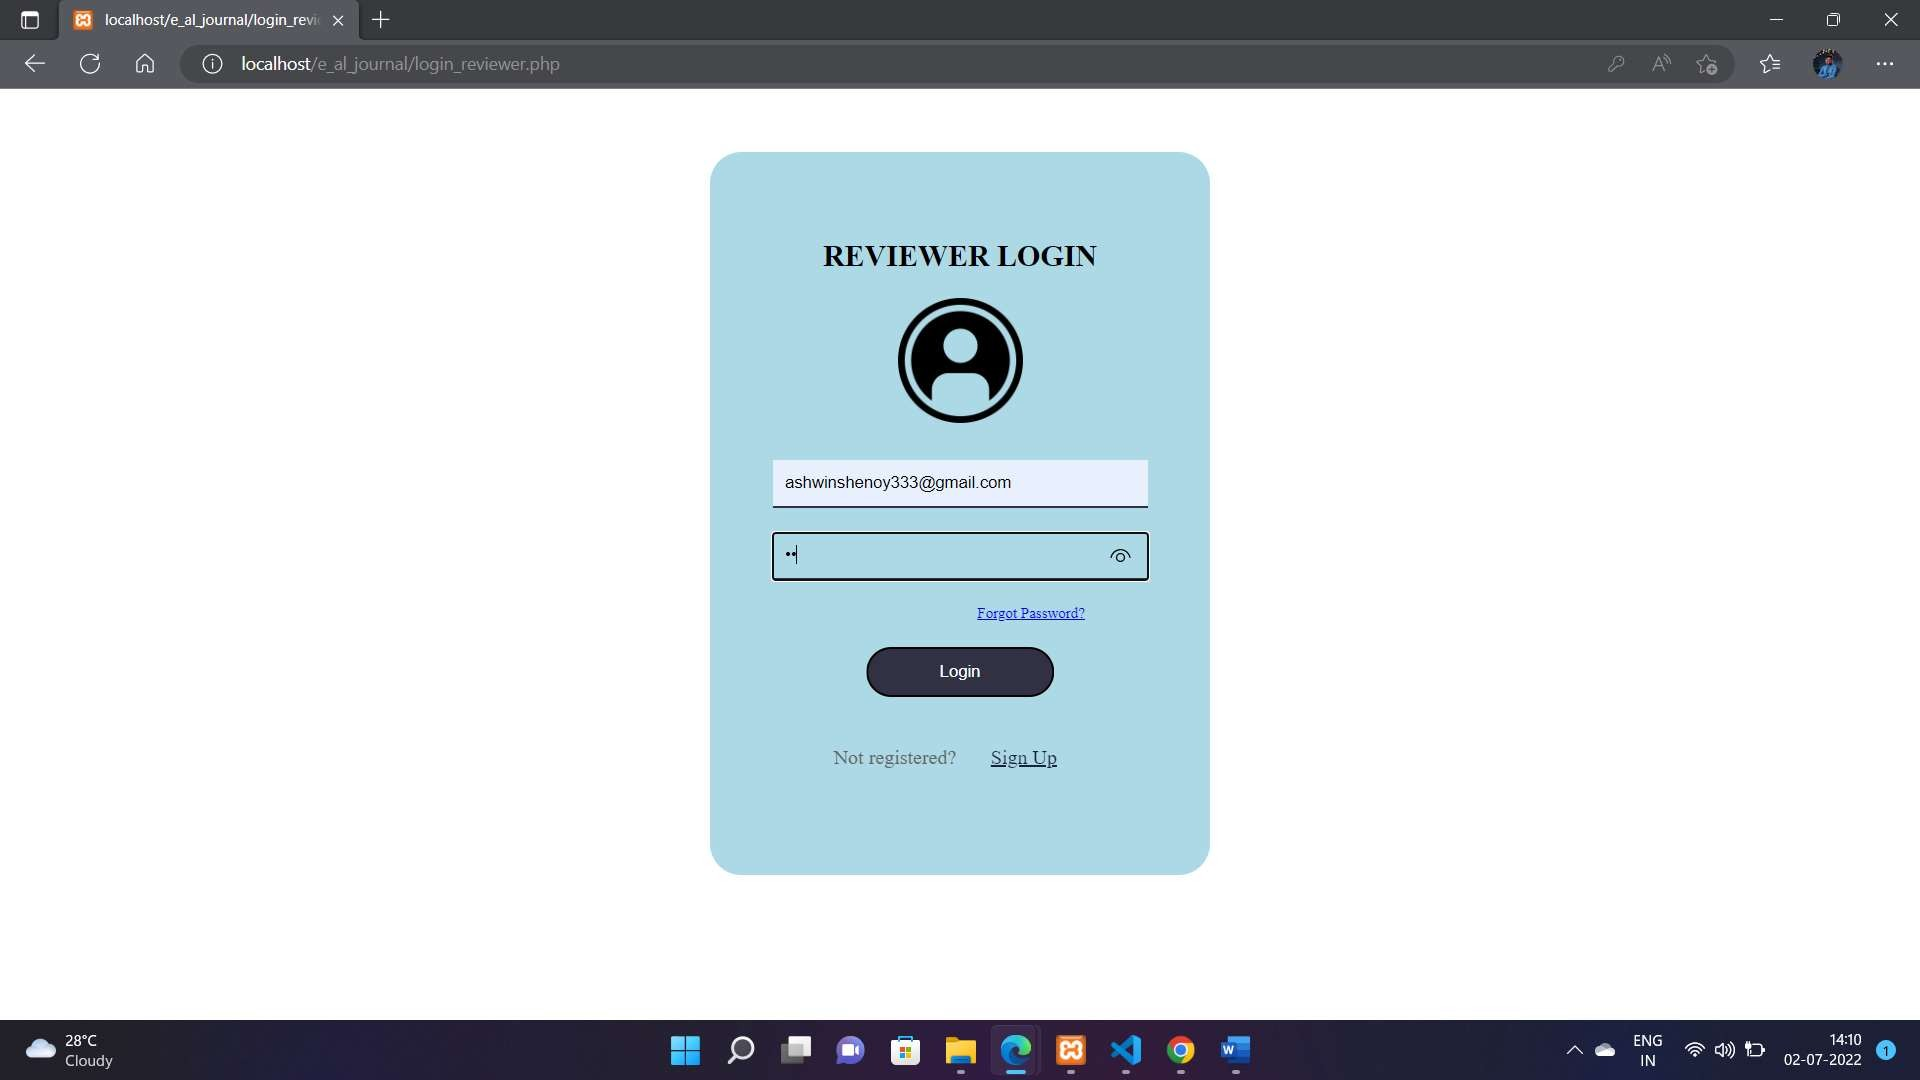 localhost/e_al_journal/login_revi
localhost/e_al_journal/login_reviewer.php
REVIEWER LOGIN
ashwinshenoy333@gmail.com
••
Forgot Password?
Login
Not registered? Sign Up
28°C
Cloudy
ENG
IN
14:10
02-07-2022
1